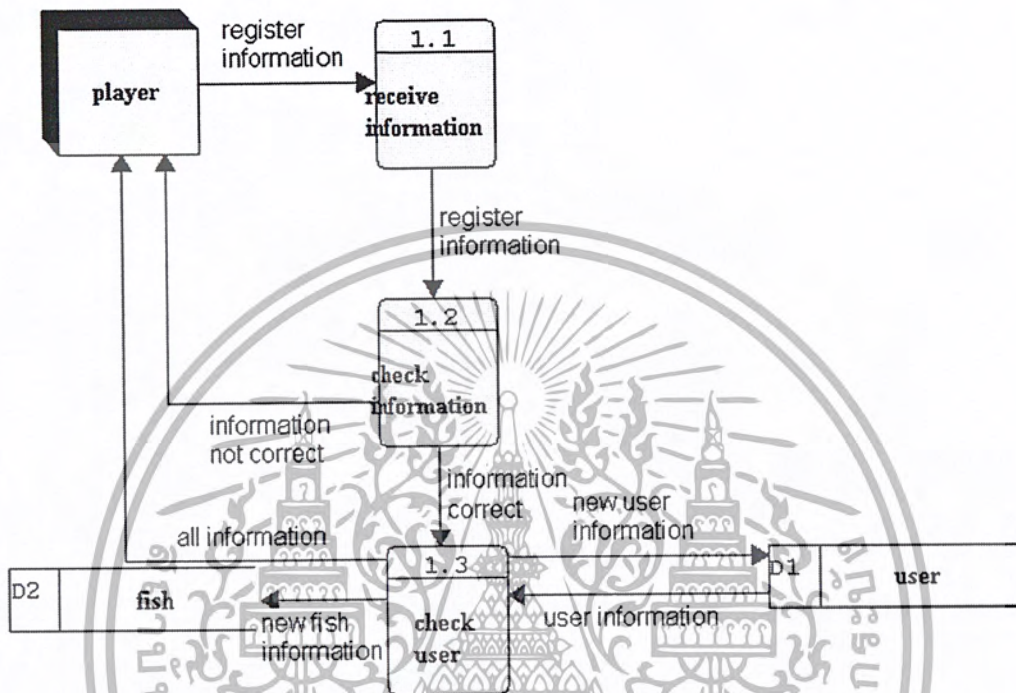 register
information
1.1
player
receive
information
register
information
1.2
check
information
information
not correct
information
correct
new user
information
all information
1.3
D1
user
D2
fish
user information
new fish
information
check
user